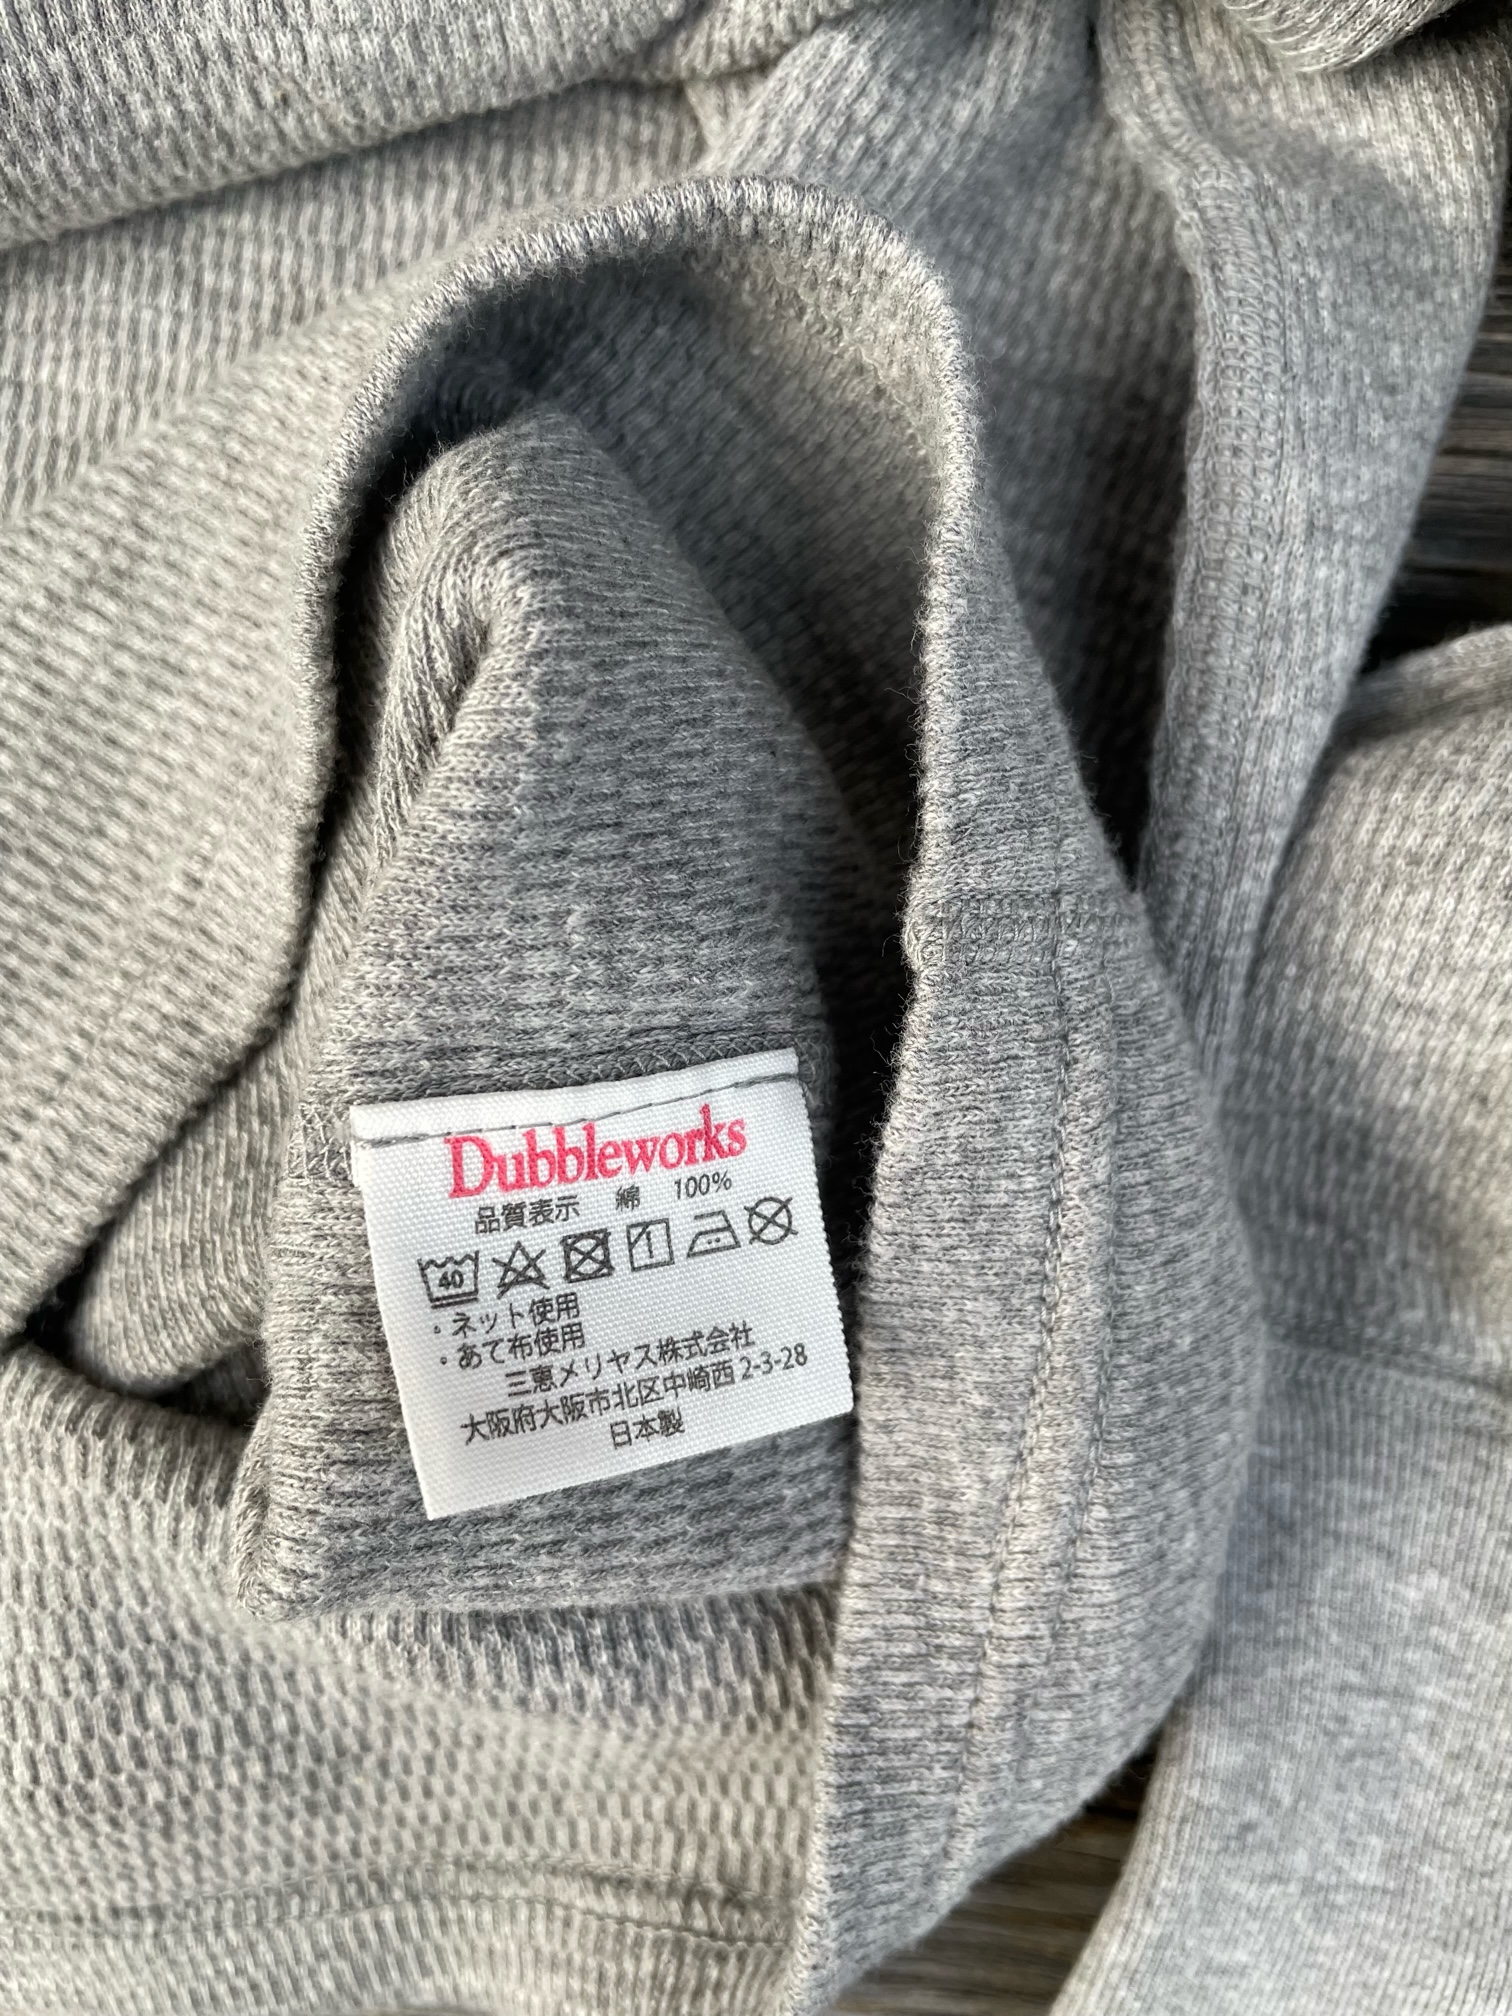 Dubbleworks
品質表示 綿 100%
40 1
・ネット使用
・あて布使用
三恵メリヤス株式会社
大阪府大阪市北区中崎西 2-3-28
日本製